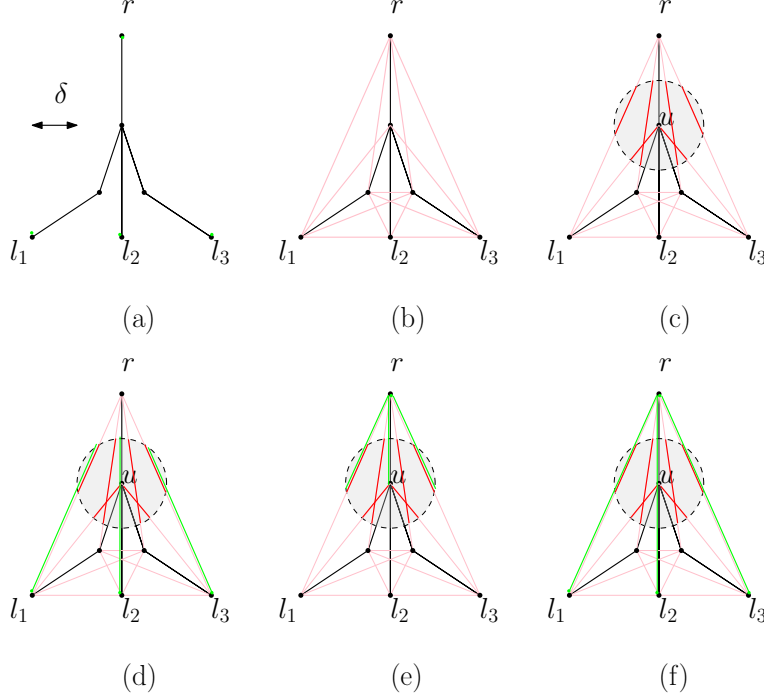 r r r
δ
u
l₁ l₂ l₃ l₁ l₂ l₃ l₁ l₂ l₃
(a) (b) (c)
r r r
u u u
l₁ l₂ l₃ l₁ l₂ l₃ l₁ l₂ l₃
(d) (e) (f)